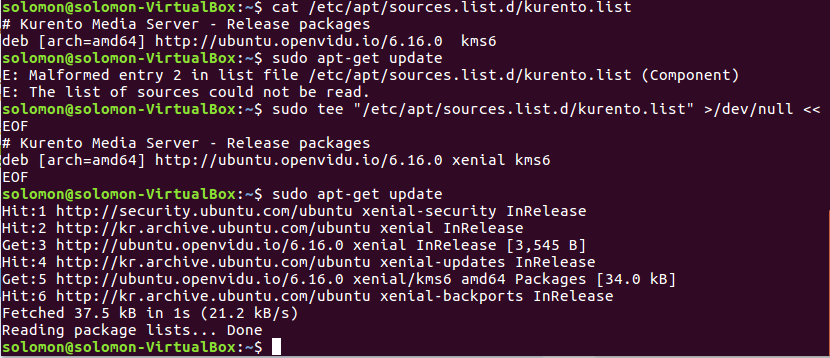 solomon@solomon-VirtualBox:~$ cat /etc/apt/sources.list.d/kurento.list
# Kurento Media Server - Release packages
deb [arch=amd64] http://ubuntu.openvidu.io/6.16.0  kms6
solomon@solomon-VirtualBox:~$ sudo apt-get update
E: Malformed entry 2 in list file /etc/apt/sources.list.d/kurento.list (Component)
E: The list of sources could not be read.
solomon@solomon-VirtualBox:~$ sudo tee "/etc/apt/sources.list.d/kurento.list" >/dev/null <<
EOF
# Kurento Media Server - Release packages
deb [arch=amd64] http://ubuntu.openvidu.io/6.16.0 xenial kms6
EOF
solomon@solomon-VirtualBox:~$ sudo apt-get update
Hit:1 http://security.ubuntu.com/ubuntu xenial-security InRelease
Hit:2 http://kr.archive.ubuntu.com/ubuntu xenial InRelease
Get:3 http://ubuntu.openvidu.io/6.16.0 xenial InRelease [3,545 B]
Hit:4 http://kr.archive.ubuntu.com/ubuntu xenial-updates InRelease
Get:5 http://ubuntu.openvidu.io/6.16.0 xenial/kms6 amd64 Packages [34.0 kB]
Hit:6 http://kr.archive.ubuntu.com/ubuntu xenial-backports InRelease
Fetched 37.5 kB in 1s (21.2 kB/s)
Reading package lists... Done
solomon@solomon-VirtualBox:~$